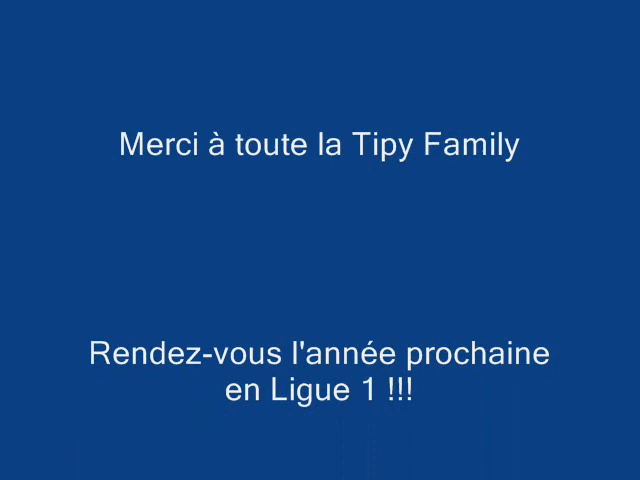 Merci à toute la Tipy Family
Rendez-vous l'année prochaine
en Ligue 1 !!!